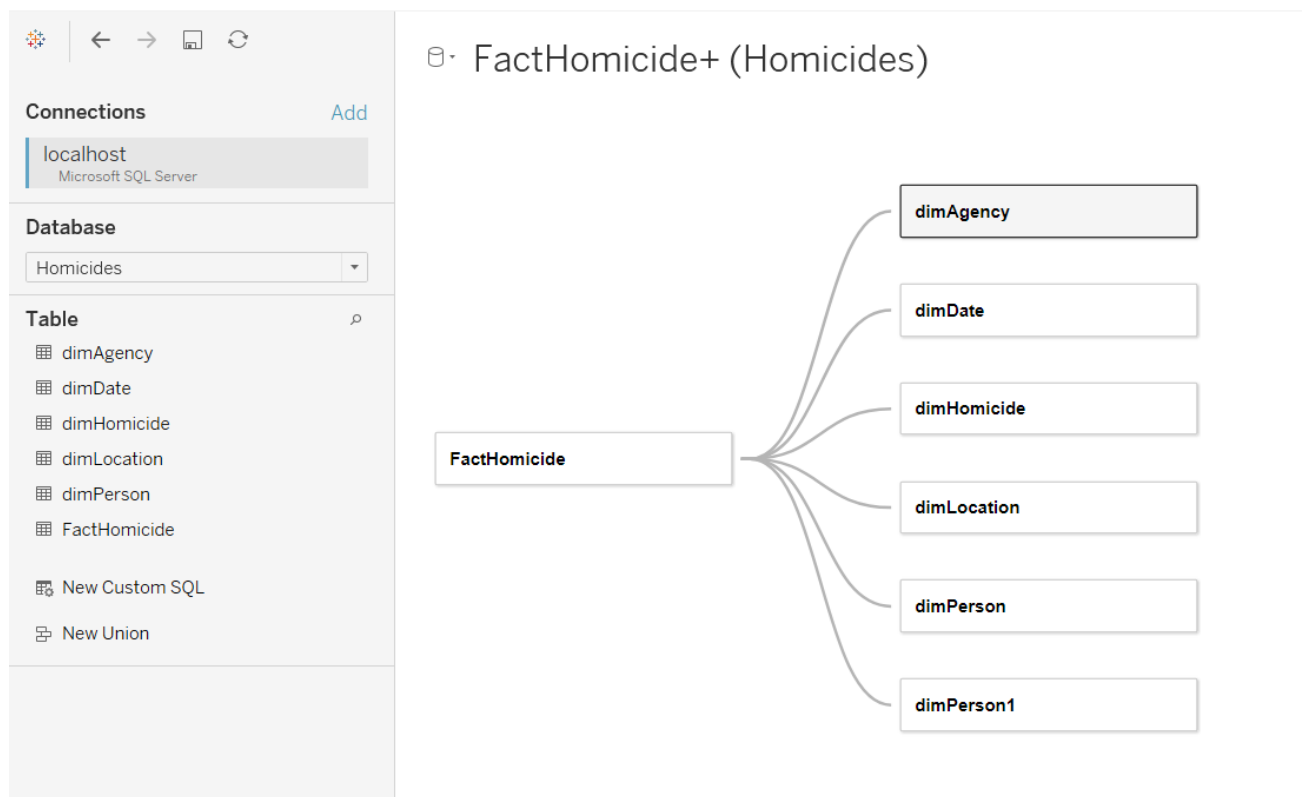 Connections Add
localhost
Microsoft SQL Server
Database
Homicides
Table
dimAgency
dimDate
dimHomicide
dimLocation
dimPerson
FactHomicide
New Custom SQL
New Union
FactHomicide+ (Homicides)
FactHomicide
dimAgency
dimDate
dimHomicide
dimLocation
dimPerson
dimPerson1